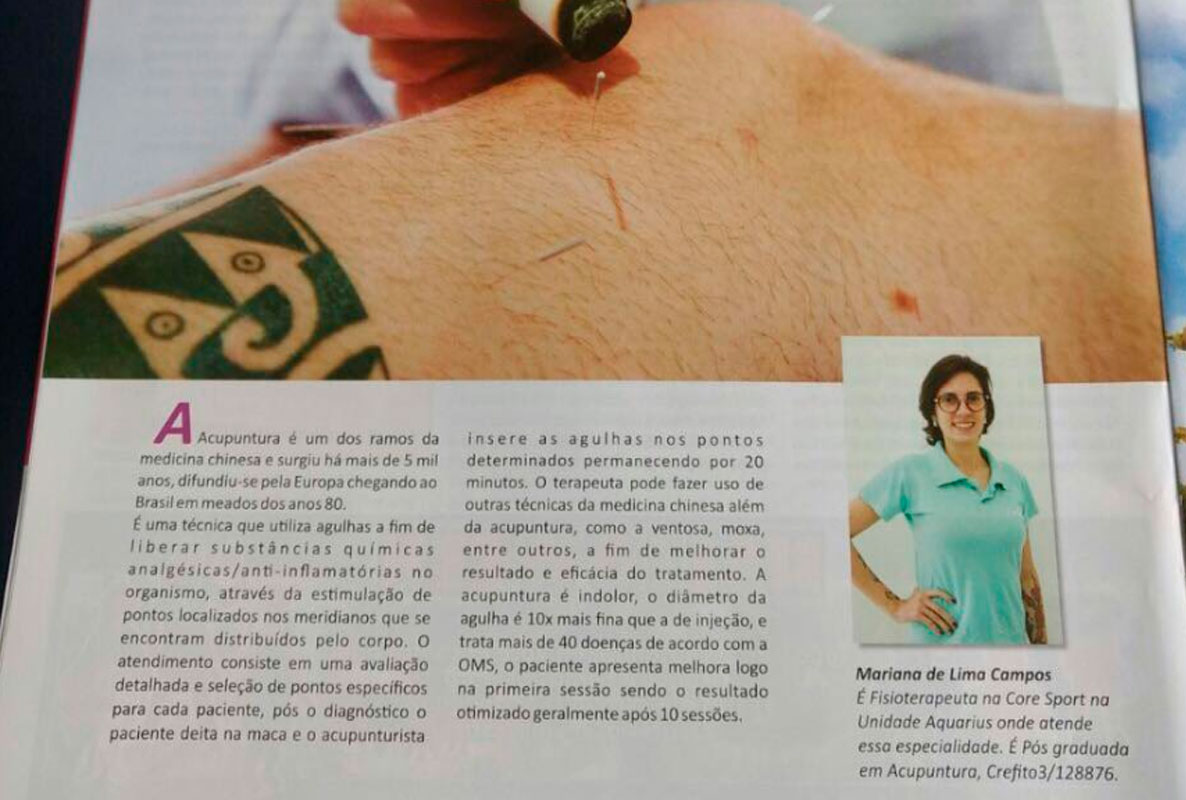 A Acupuntura é um dos ramos da
medicina chinesa e surgiu há mais de 5 mil
anos, difundiu-se pela Europa chegando ao
Brasil em meados dos anos 80.
É uma técnica que utiliza agulhas a fim de
liberar substâncias químicas
analgésicas/anti-inflamatórias no
organismo, através da estimulação de
pontos localizados nos meridianos que se
encontram distribuídos pelo corpo. O
atendimento consiste em uma avaliação
detalhada e seleção de pontos específicos
para cada paciente, pós o diagnóstico o
paciente deita na maca e o acupunturista
insere as agulhas nos pontos
determinados permanecendo por 20
minutos. O terapeuta pode fazer uso de
outras técnicas da medicina chinesa além
da acupuntura, como a ventosa, moxa,
entre outros, a fim de melhorar o
resultado e eficácia do tratamento. A
acupuntura é indolor, o diâmetro da
agulha é 10x mais fina que a de injeção, e
trata mais de 40 doenças de acordo com a
OMS, o paciente apresenta melhora logo
na primeira sessão sendo o resultado
otimizado geralmente após 10 sessões.
Mariana de Lima Campos
É Fisioterapeuta na Core Sport na
Unidade Aquarius onde atende
essa especialidade. É Pós graduada
em Acupuntura, Crefito3/128876.